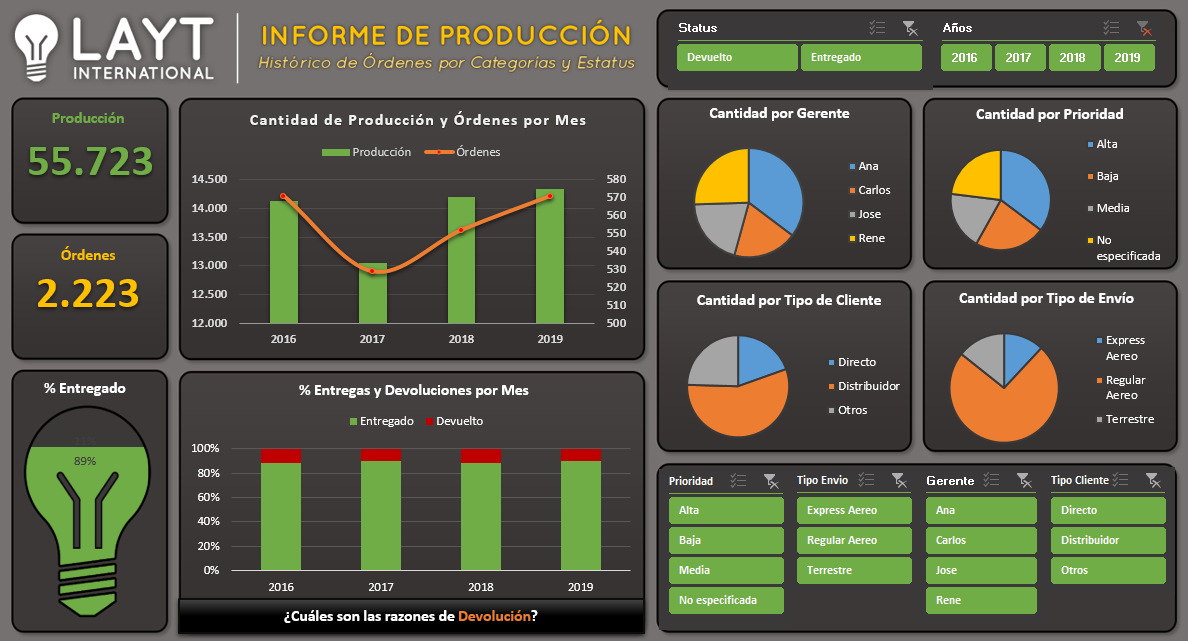 LAYT
INTERNATIONAL
INFORME DE PRODUCCIÓN
Histórico de Órdenes por Categorías y Estatus
Status
Devuelto
Entregado
Años
2016
2017
2018
2019
Producción
55.723
Órdenes
2.223
% Entregado
89%
Cantidad de Producción y Órdenes por Mes
Producción
Órdenes
14.500
14.000
13.500
13.000
12.500
12.000
580
570
560
550
540
530
520
510
500
2016
2017
2018
2019
% Entregas y Devoluciones por Mes
Entregado
Devuelto
100%
80%
60%
40%
20%
0%
2016
2017
2018
2019
¿Cuáles son las razones de Devolución?
Cantidad por Gerente
Ana
Carlos
Jose
Rene
Cantidad por Prioridad
Alta
Baja
Media
No
especificada
Cantidad por Tipo de Cliente
Directo
Distribuidor
Otros
Cantidad por Tipo de Envío
Express
Aereo
Regular
Aereo
Terrestre
Prioridad
Alta
Baja
Media
No especificada
Tipo Envio
Express Aereo
Regular Aereo
Terrestre
Gerente
Ana
Carlos
Jose
Rene
Tipo Cliente
Directo
Distribuidor
Otros